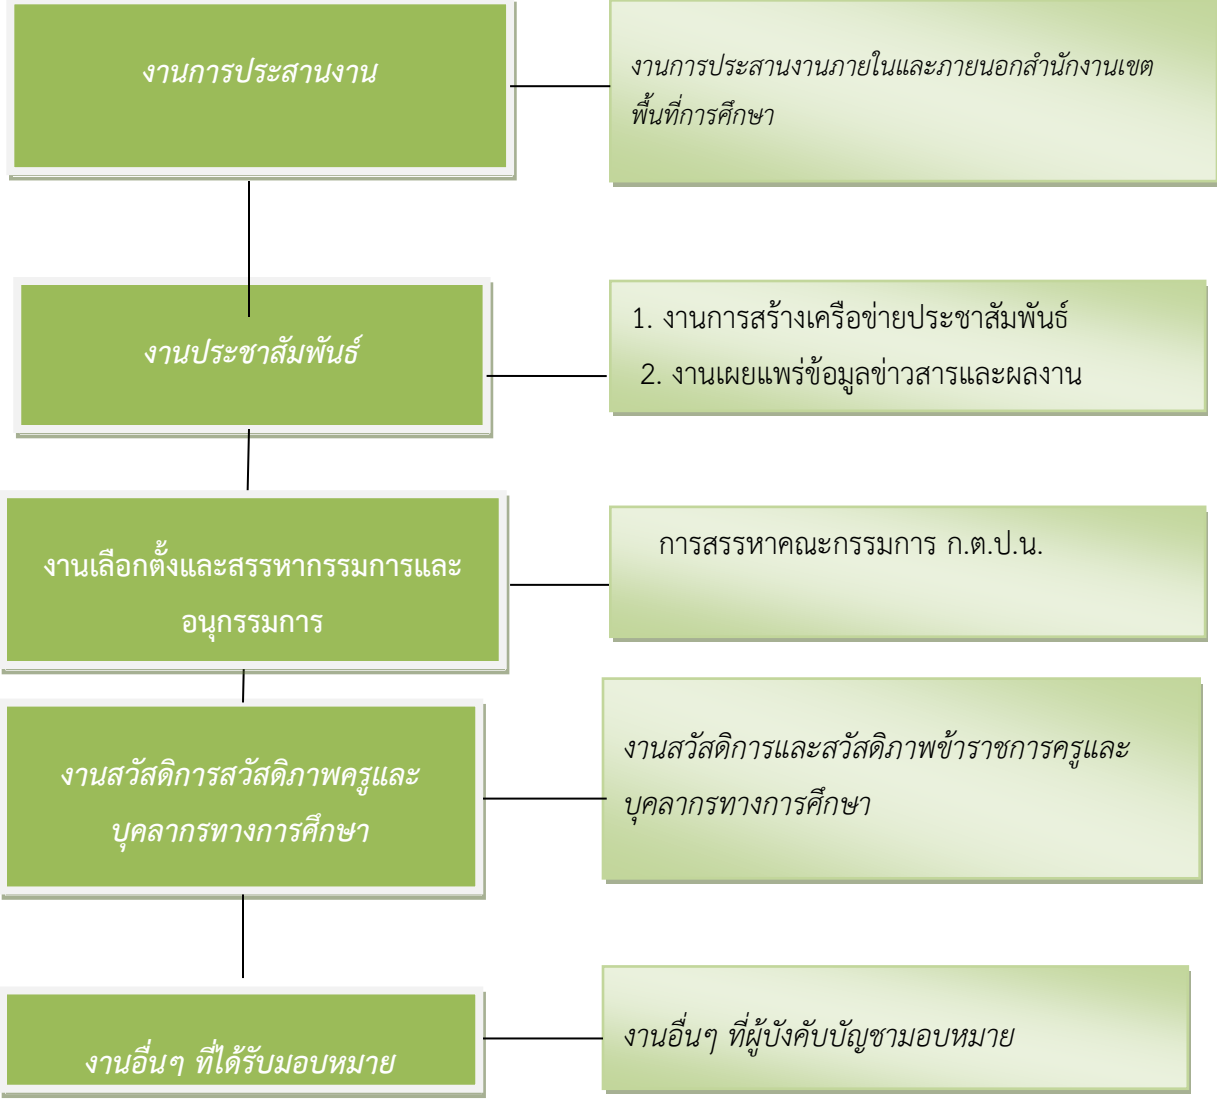 งานการประสานงาน
งานการประสานงานภายในและภายนอกสำนักงานเขต
พื้นที่การศึกษา
งานประชาสัมพันธ์
1. งานการสร้างเครือข่ายประชาสัมพันธ์
2. งานเผยแพร่ข้อมูลข่าวสารและผลงาน
งานเลือกตั้งและสรรหากรรมการและ
อนุกรรมการ
การสรรหาคณะกรรมการ ก.ต.ป.น.
งานสวัสดิการสวัสดิภาพครูและ
บุคลากรทางการศึกษา
งานสวัสดิการและสวัสดิภาพข้าราชการครูและ
บุคลากรทางการศึกษา
งานอื่นๆ ที่ได้รับมอบหมาย
งานอื่นๆ ที่ผู้บังคับบัญชามอบหมาย